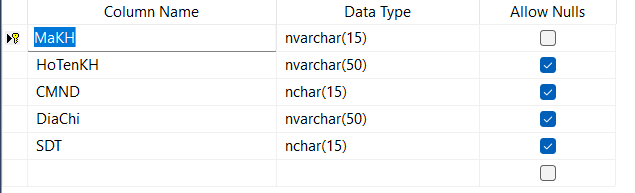 Column Name Data Type Allow Nulls
MaKH nvarchar(15)
HoTenKH nvarchar(50)
CMND nchar(15)
DiaChi nvarchar(50)
SDT nchar(15)